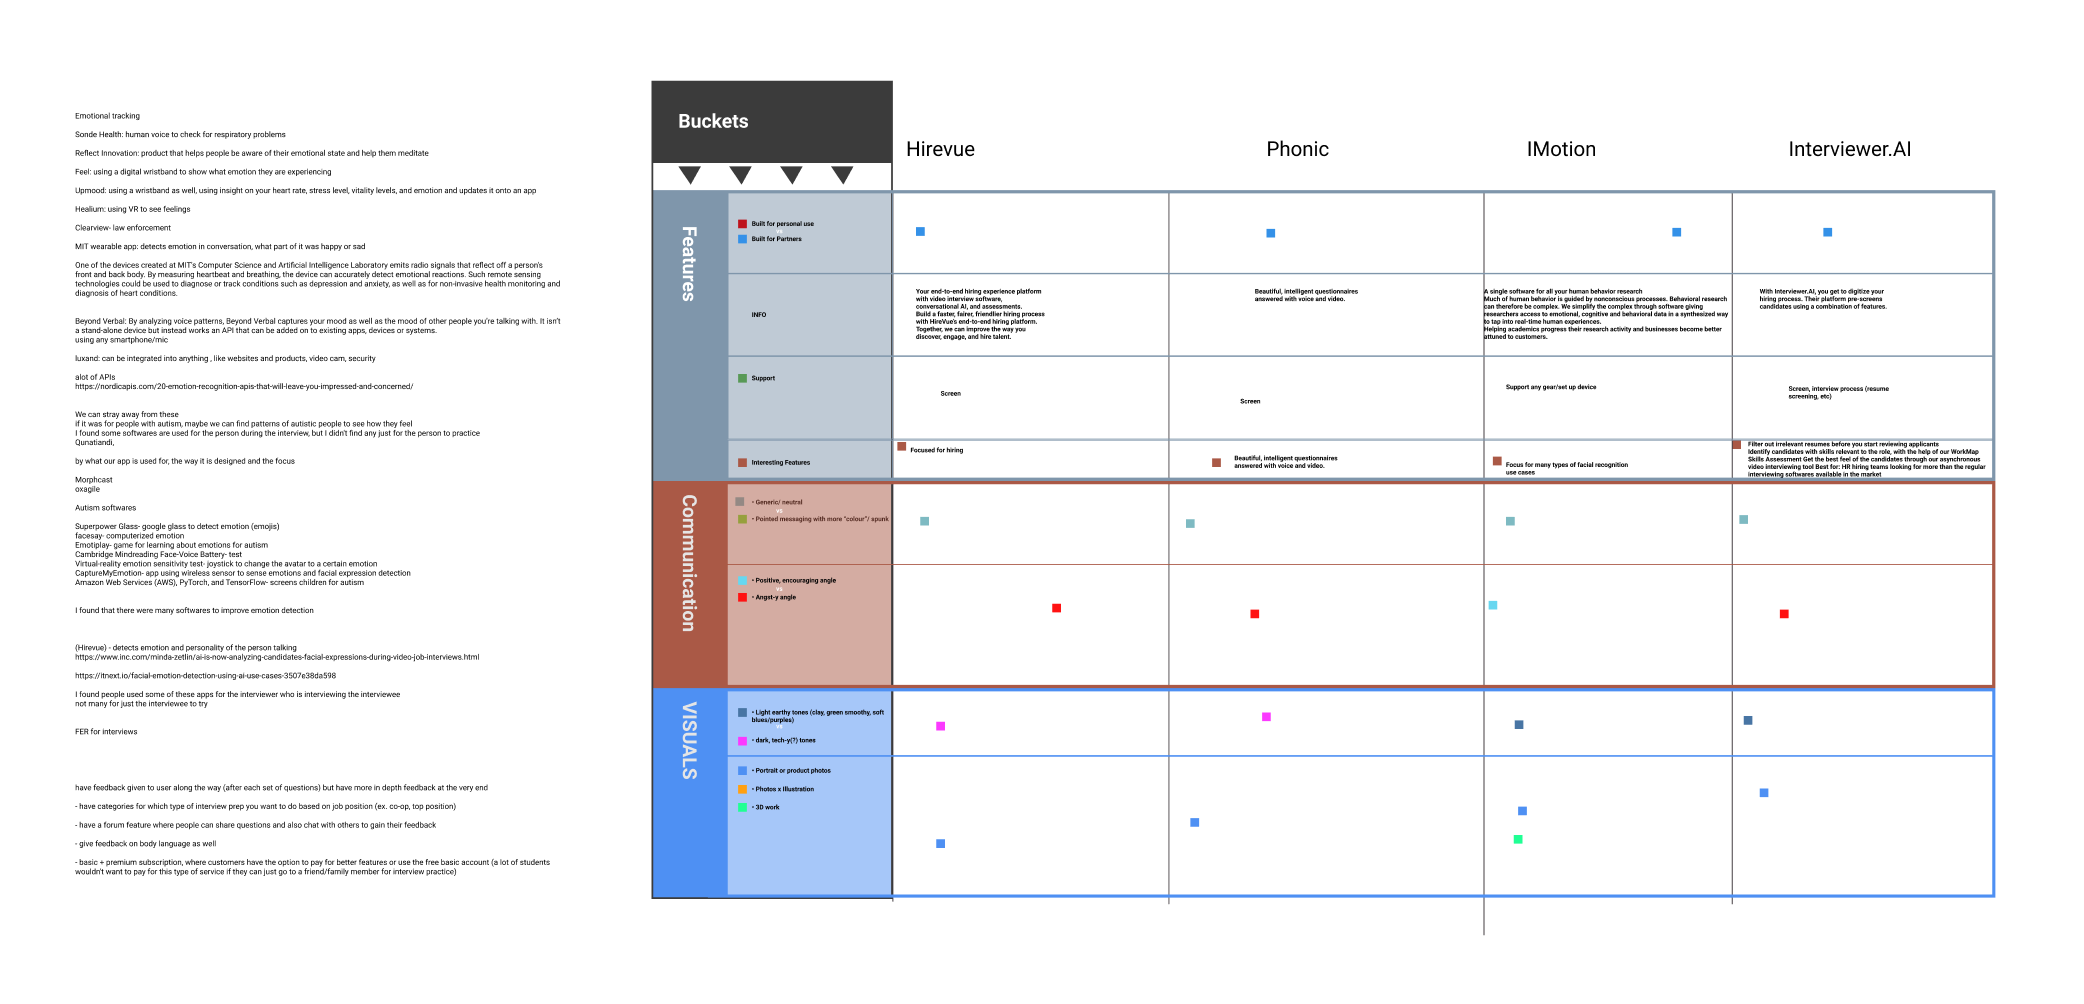 Emotional tracking
Sonde Health: human voice to check for respiratory problems
Reflect Innovation: product that helps people be aware of their emotional state and help them meditate
Feel: using a digital wristband to show what emotion they are experiencing
Upmood: using a wristband as well, using insight on your heart rate, stress level, vitality levels, and emotion and updates it onto an app
Healium: using VR to see feelings
Clearview- law enforcement
MIT wearable app: detects emotion in conversation, what part of it was happy or sad
One of the devices created at MIT's Computer Science and Artificial Intelligence Laboratory emits radio signals that reflect off a person's
front and back body. By measuring heartbeat and breathing, the device can accurately detect emotional reactions. Such remote sensing
technologies could be used to diagnose or track conditions such as depression and anxiety, as well as for non-invasive health monitoring and
diagnosis of heart conditions.
Beyond Verbal: By analyzing voice patterns, Beyond Verbal captures your mood as well as the mood of other people you're talking with. It isn't
a stand-alone device but instead works an API that can be added on to existing apps, devices or systems.
using any smartphone/mic
luxand: can be integrated into anything , like websites and products, video cam, security
alot of APIs
https://nordicapis.com/20-emotion-recognition-apis-that-will-leave-you-impressed-and-concerned/
We can stray away from these
if it was for people with autism, maybe we can find patterns of autistic people to see how they feel
I found some softwares are used for the person during the interview, but I didn't find any just for the person to practice
Qunatiandi,
by what our app is used for, the way it is designed and the focus
Morphcast
oxagile
Autism softwares
Superpower Glass- google glass to detect emotion (emojis)
facesay- computerized emotion
Emotiplay- game for learning about emotions for autism
Cambridge Mindreading Face-Voice Battery- test
Virtual-reality emotion sensitivity test- joystick to change the avatar to a certain emotion
CaptureMyEmotion- app using wireless sensor to sense emotions and facial expression detection
Amazon Web Services (AWS), PyTorch, and TensorFlow- screens children for autism
I found that there were many softwares to improve emotion detection
(Hirevue) - detects emotion and personality of the person talking
https://www.inc.com/minda-zetlin/ai-is-now-analyzing-candidates-facial-expressions-during-video-job-interviews.html
https://itnext.io/facial-emotion-detection-using-ai-use-cases-3507e38da598
I found people used some of these apps for the interviewer who is interviewing the interviewee
not many for just the interviewee to try
FER for interviews
have feedback given to user along the way (after each set of questions) but have more in depth feedback at the very end
- have categories for which type of interview prep you want to do based on job position (ex. co-op, top position)
- have a forum feature where people can share questions and also chat with others to gain their feedback
- give feedback on body language as well
- basic + premium subscription, where customers have the option to pay for better features or use the free basic account (a lot of students
wouldn't want to pay for this type of service if they can just go to a friend/family member for interview practice)
Buckets
Hirevue
Phonic
IMotion
Interviewer.AI
Features
Built for personal use
vs
Built for Partners
INFO
Your end-to-end hiring experience platform
with video interview software,
conversational AI, and assessments.
Build a faster, fairer, friendlier hiring process
with HireVue's end-to-end hiring platform.
Together, we can improve the way you
discover, engage, and hire talent.
Beautiful, intelligent questionnaires
answered with voice and video.
A single software for all your human behavior research
Much of human behavior is guided by nonconscious processes. Behavioral research
can therefore be complex. We simplify the complex through software giving
researchers access to emotional, cognitive and behavioral data in a synthesized way
to tap into real-time human experiences.
Helping academics progress their research activity and businesses become better
attuned to customers.
With Interviewer.AI, you get to digitize your
hiring process. Their platform pre-screens
candidates using a combination of features.
Support
Screen
Screen
Support any gear/set up device
Screen, interview process (resume
screening, etc)
Interesting Features
Focused for hiring
Beautiful, intelligent questionnaires
answered with voice and video.
Focus for many types of facial recognition
use cases
Filter out irrelevant resumes before you start reviewing applicants
Identify candidates with skills relevant to the role, with the help of our WorkMap
Skills Assessment Get the best feel of the candidates through our asynchronous
video interviewing tool Best for: HR hiring teams looking for more than the regular
interviewing softwares available in the market
Communication
• Generic/ neutral
vs
• Pointed messaging with more "colour"/ spunk
• Positive, encouraging angle
vs
• Angst-y angle
VISUALS
• Light earthy tones (clay, green smoothy, soft
blues/purples)
• dark, tech-y(?) tones
• Portrait or product photos
• Photos x Illustration
• 3D work